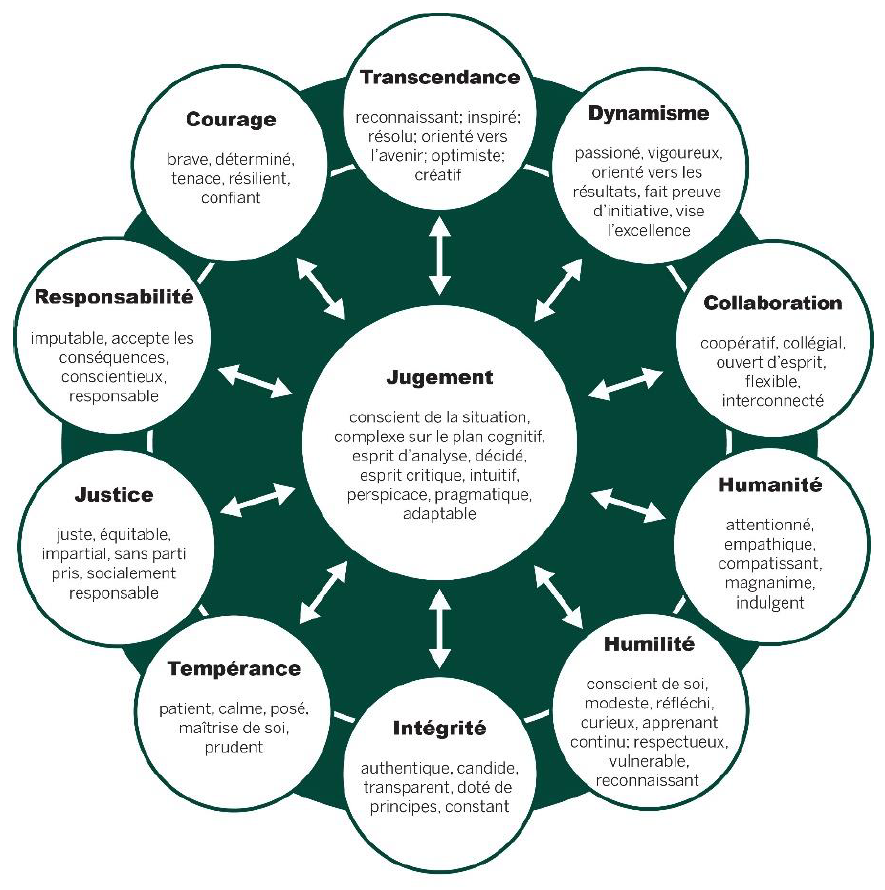 Transcendance
reconnaissant; inspiré;
résolu; orienté vers
l'avenir; optimiste;
créatif
Dynamisme
passioné, vigoureux,
orienté vers les
résultats, fait preuve
d'initiative, vise
l'excellence
Collaboration
coopératif, collégial,
ouvert d'esprit,
flexible,
interconnecté
Humanité
attentionné,
empathique,
compatissant,
magnanime,
indulgent
Humilité
conscient de soi,
modeste, réfléchi,
curieux, apprenant
continu; respectueux,
vulnerable,
reconnaissant
Intégrité
authentique, candide,
transparent, doté de
principes, constant
Tempérance
patient, calme, posé,
maîtrise de soi,
prudent
Justice
juste, équitable,
impartial, sans parti
pris, socialement
responsable
Responsabilité
imputable, accepte les
conséquences,
conscientieux,
responsable
Courage
brave, déterminé,
tenace, résilient,
confiant
Jugement
conscient de la situation,
complexe sur le plan cognitif,
esprit d'analyse, décidé,
esprit critique, intuitif,
perspicace, pragmatique,
adaptable